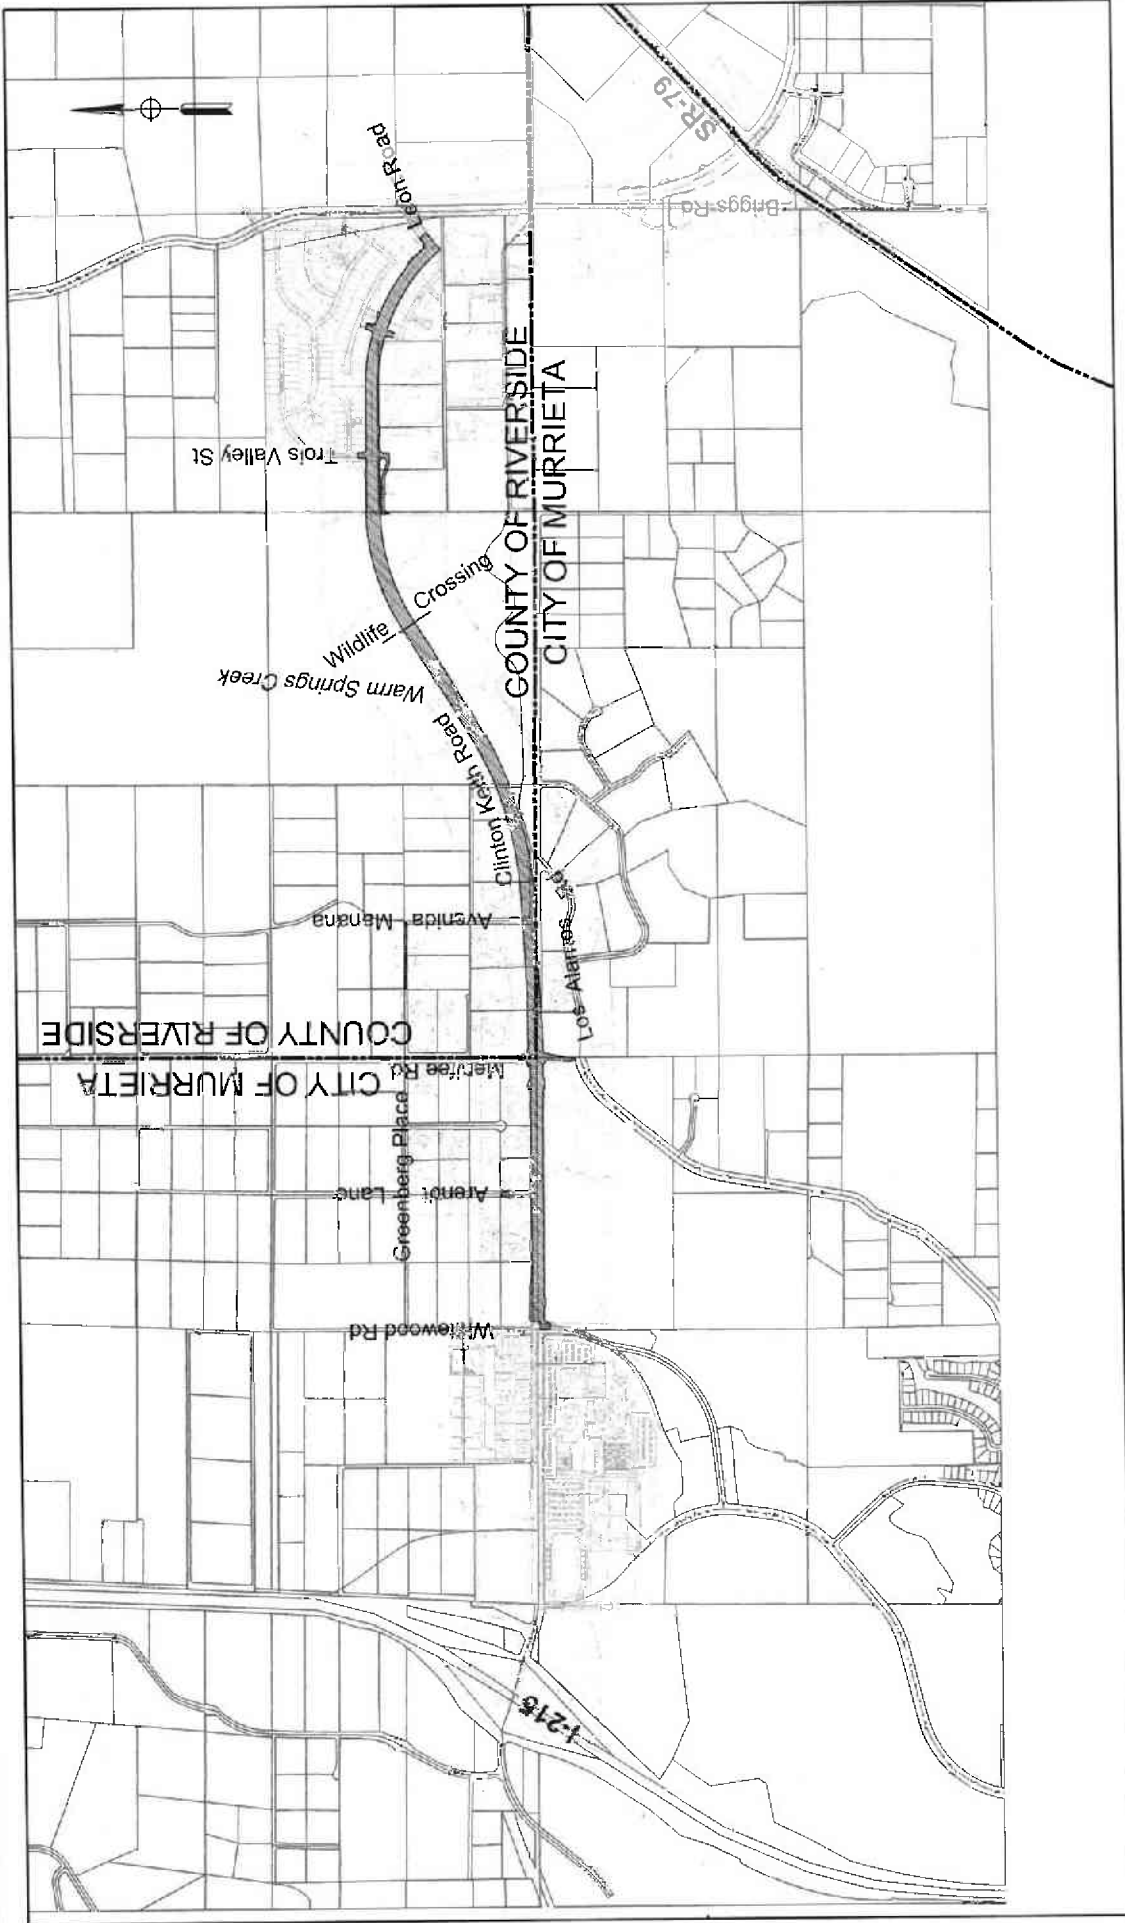 SR-79
Leon Road
Briggs Rd
Trois Valley St
COUNTY OF RIVERSIDE
CITY OF MURRIETA
Wildlife Crossing
Warm Springs Creek
Clinton Keith Road
Avenida Manana
Los Alamos
COUNTY OF RIVERSIDE
CITY OF MURRIETA
Menifee Rd
Greenberg Place
Arendt Lane
Whitewood Rd
I-215